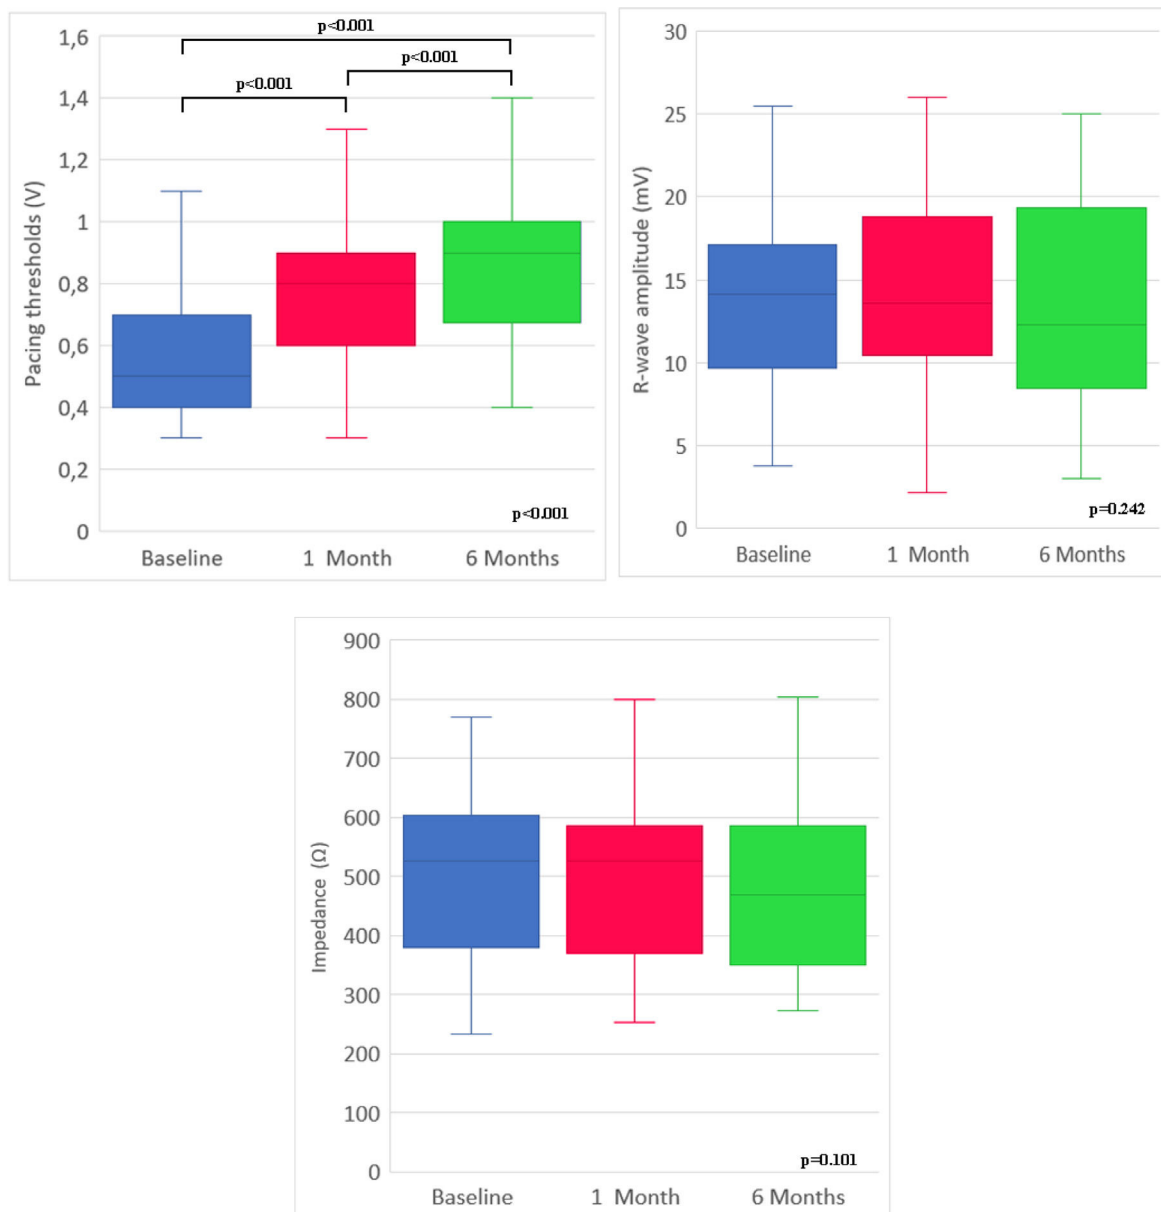 p<0.001
p<0.001
p<0.001
1,6
1,4
1,2
1
0,8
0,6
0,4
0,2
0
Pacing thresholds (V)
p<0.001
Baseline
1 Month
6 Months
30
25
20
15
10
5
0
R-wave amplitude (mV)
p=0.242
Baseline
1 Month
6 Months
900
800
700
600
500
400
300
200
100
0
Impedance (Ω)
p=0.101
Baseline
1 Month
6 Months